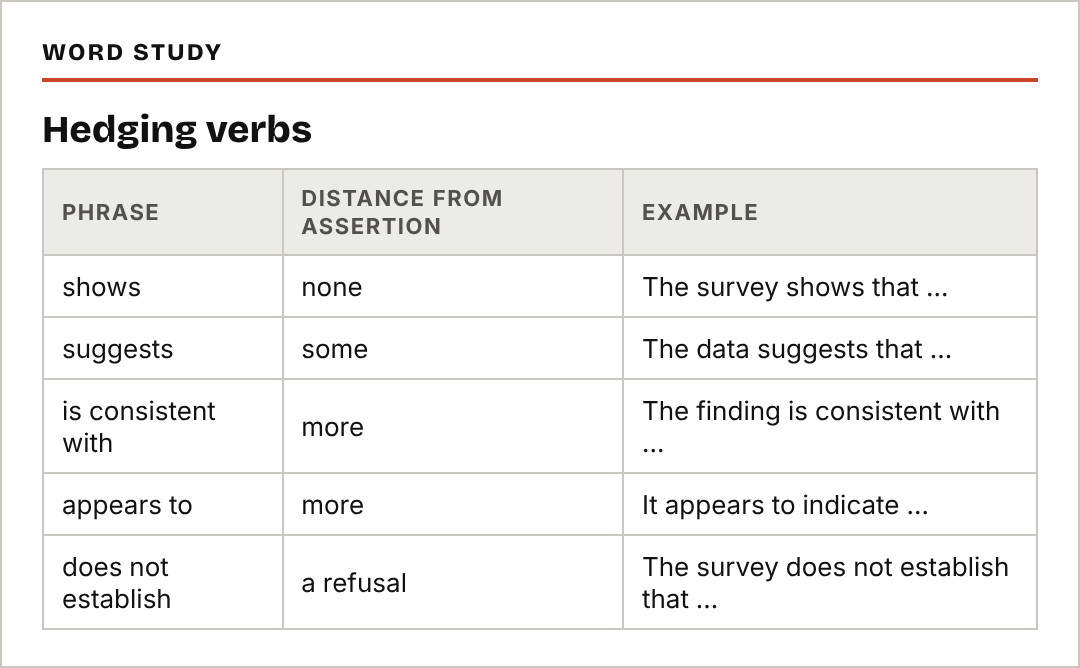 WORD STUDY
Hedging verbs
PHRASE
DISTANCE FROM
ASSERTION
EXAMPLE
shows
none
The survey shows that ...
suggests
some
The data suggests that ...
is consistent
with
more
The finding is consistent with
...
appears to
more
It appears to indicate ...
does not
establish
a refusal
The survey does not establish
that ...